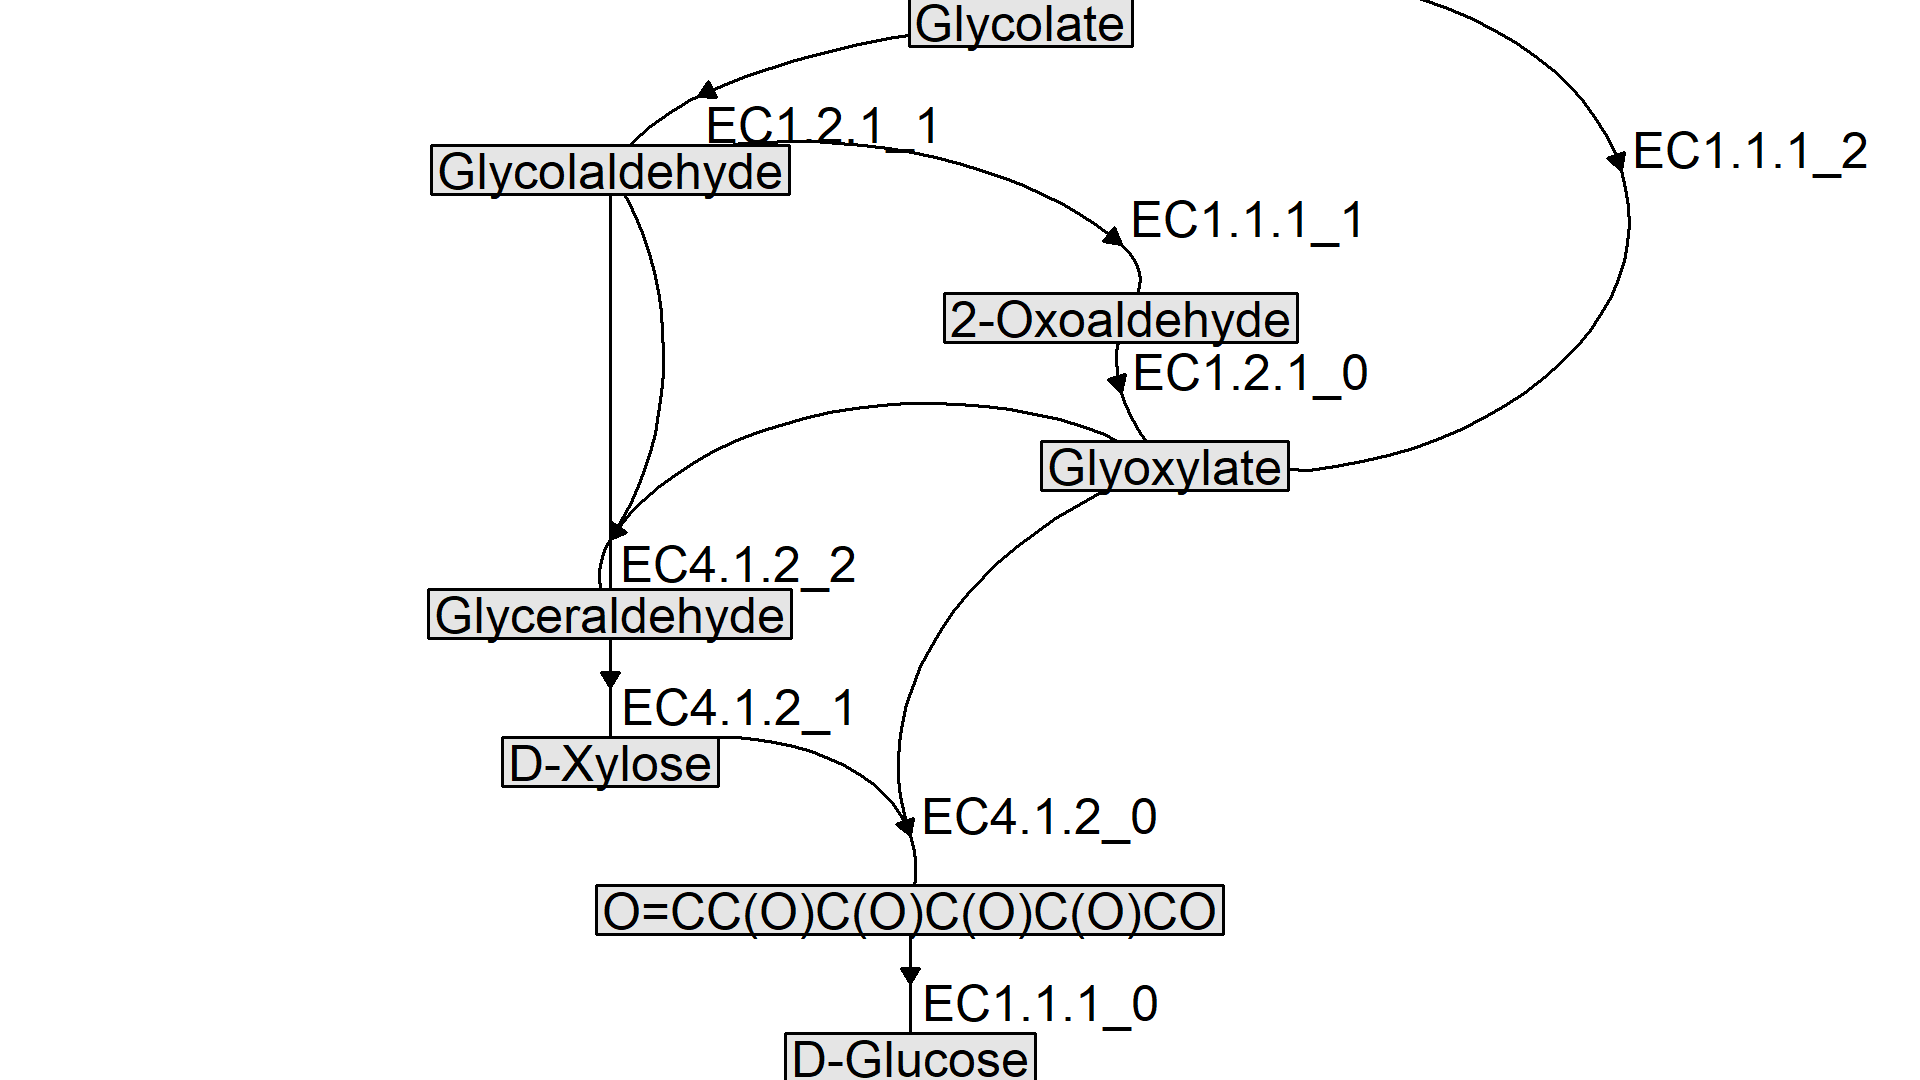 Glycolate
EC1.2.1_1
EC1.1.1_2
Glycolaldehyde
EC1.1.1_1
2-Oxoaldehyde
EC1.2.1_0
Glyoxylate
EC4.1.2_2
Glyceraldehyde
EC4.1.2_1
D-Xylose
EC4.1.2_0
O=CC(O)C(O)C(O)C(O)CO
EC1.1.1_0
D-Glucose